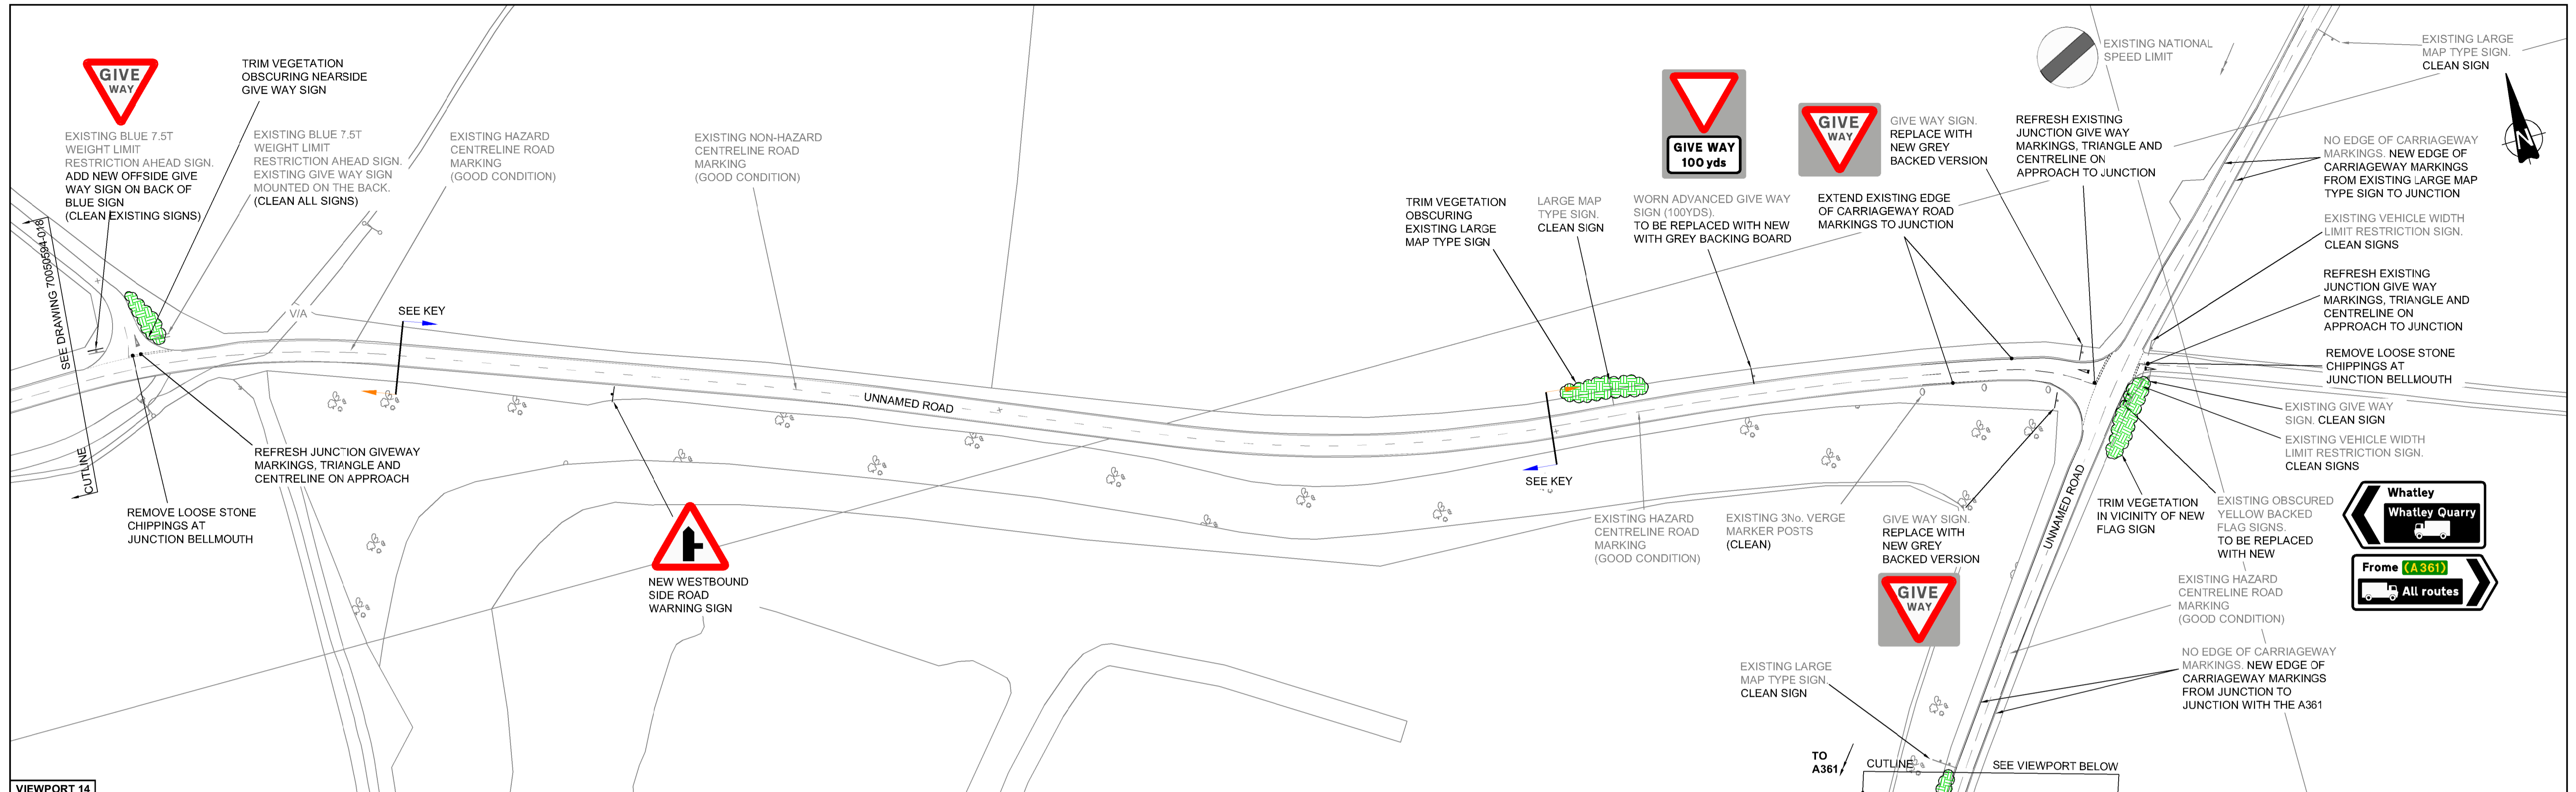 GIVE
WAY
EXISTING BLUE 7.5T
WEIGHT LIMIT
RESTRICTION AHEAD SIGN.
ADD NEW OFFSIDE GIVE
WAY SIGN ON BACK OF
BLUE SIGN
(CLEAN EXISTING SIGNS)
TRIM VEGETATION
OBSCURING NEARSIDE
GIVE WAY SIGN
EXISTING BLUE 7.5T
WEIGHT LIMIT
RESTRICTION AHEAD SIGN.
EXISTING GIVE WAY SIGN
MOUNTED ON THE BACK.
(CLEAN ALL SIGNS)
EXISTING HAZARD
CENTRELINE ROAD
MARKING
(GOOD CONDITION)
EXISTING NON-HAZARD
CENTRELINE ROAD
MARKING
(GOOD CONDITION)
SEE DRAWING 70050594-018
CUTLINE
V/A
SEE KEY
REFRESH JUNCTION GIVEWAY
MARKINGS, TRIANGLE AND
CENTRELINE ON APPROACH
REMOVE LOOSE STONE
CHIPPINGS AT
JUNCTION BELLMOUTH
UNNAMED ROAD
NEW WESTBOUND
SIDE ROAD
WARNING SIGN
TRIM VEGETATION
OBSCURING
EXISTING LARGE
MAP TYPE SIGN
LARGE MAP
TYPE SIGN.
CLEAN SIGN
GIVE WAY
100 yds
WORN ADVANCED GIVE WAY
SIGN (100YDS).
TO BE REPLACED WITH NEW
WITH GREY BACKING BOARD
GIVE
WAY
GIVE WAY SIGN.
REPLACE WITH
NEW GREY
BACKED VERSION
EXTEND EXISTING EDGE
OF CARRIAGEWAY ROAD
MARKINGS TO JUNCTION
REFRESH EXISTING
JUNCTION GIVE WAY
MARKINGS, TRIANGLE AND
CENTRELINE ON
APPROACH TO JUNCTION
EXISTING NATIONAL
SPEED LIMIT
EXISTING LARGE
MAP TYPE SIGN.
CLEAN SIGN
N
NO EDGE OF CARRIAGEWAY
MARKINGS. NEW EDGE OF
CARRIAGEWAY MARKINGS
FROM EXISTING LARGE MAP
TYPE SIGN TO JUNCTION
EXISTING VEHICLE WIDTH
LIMIT RESTRICTION SIGN.
CLEAN SIGNS
REFRESH EXISTING
JUNCTION GIVE WAY
MARKINGS, TRIANGLE AND
CENTRELINE ON
APPROACH TO JUNCTION
REMOVE LOOSE STONE
CHIPPINGS AT
JUNCTION BELLMOUTH
EXISTING GIVE WAY
SIGN. CLEAN SIGN
EXISTING VEHICLE WIDTH
LIMIT RESTRICTION SIGN.
CLEAN SIGNS
SEE KEY
EXISTING HAZARD
CENTRELINE ROAD
MARKING
(GOOD CONDITION)
EXISTING 3No. VERGE
MARKER POSTS
(CLEAN)
GIVE WAY SIGN.
REPLACE WITH
NEW GREY
BACKED VERSION
GIVE
WAY
UNNAMED ROAD
TRIM VEGETATION
IN VICINITY OF NEW
FLAG SIGN
EXISTING OBSCURED
YELLOW BACKED
FLAG SIGNS.
TO BE REPLACED
WITH NEW
Whatley
Whatley Quarry
Frome (A361)
All routes
EXISTING HAZARD
CENTRELINE ROAD
MARKING
(GOOD CONDITION)
NO EDGE OF CARRIAGEWAY
MARKINGS. NEW EDGE OF
CARRIAGEWAY MARKINGS
FROM JUNCTION TO
JUNCTION WITH THE A361
EXISTING LARGE
MAP TYPE SIGN.
CLEAN SIGN
TO
A361
CUTLINE
SEE VIEWPORT BELOW
VIEWPORT 14